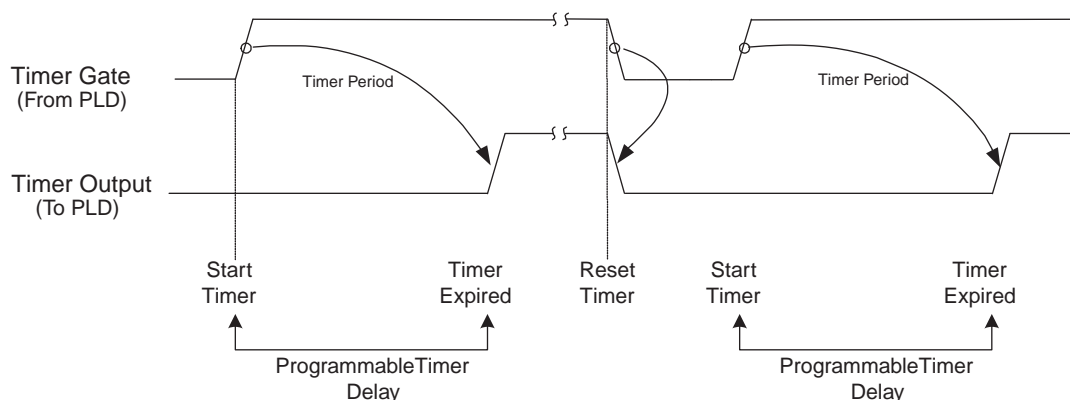 Timer Gate
(From PLD)
Timer Period
Timer Period
Timer Output
(To PLD)
Start
Timer
Timer
Expired
Reset
Timer
Start
Timer
Timer
Expired
ProgrammableTimer
Delay
ProgrammableTimer
Delay